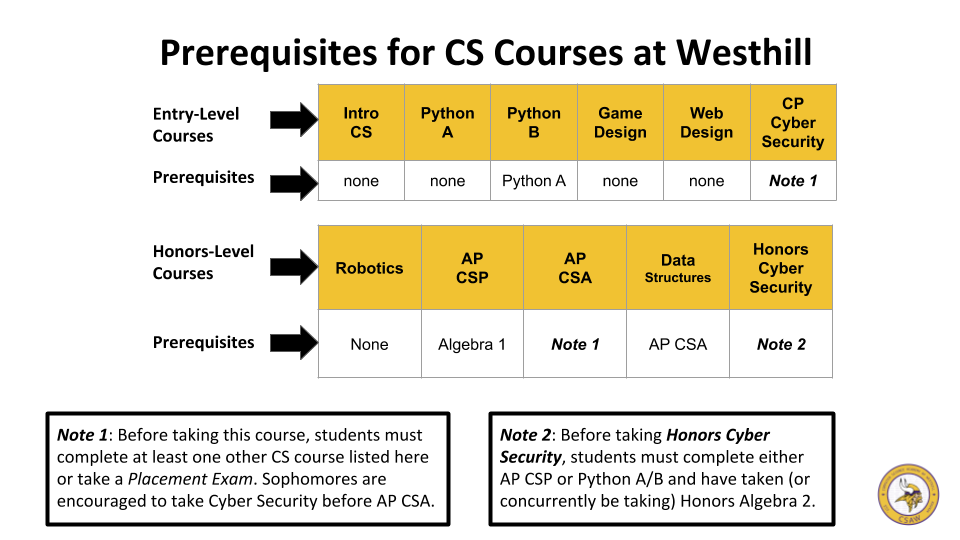 Prerequisites for CS Courses at Westhill
Entry-Level
Courses
Intro
CS
Python
A
Python
B
Game
Design
Web
Design
CP
Cyber
Security
Prerequisites
none
none
Python A
none
none
Note 1
Honors-Level
Courses
Robotics
AP
CSP
AP
CSA
Data
Structures
Honors
Cyber
Security
Prerequisites
None
Algebra 1
Note 1
AP CSA
Note 2
Note 1: Before taking this course, students must
complete at least one other CS course listed here
or take a Placement Exam. Sophomores are
encouraged to take Cyber Security before AP CSA.
Note 2: Before taking Honors Cyber
Security, students must complete either
AP CSP or Python A/B and have taken (or
concurrently be taking) Honors Algebra 2.
CSAW